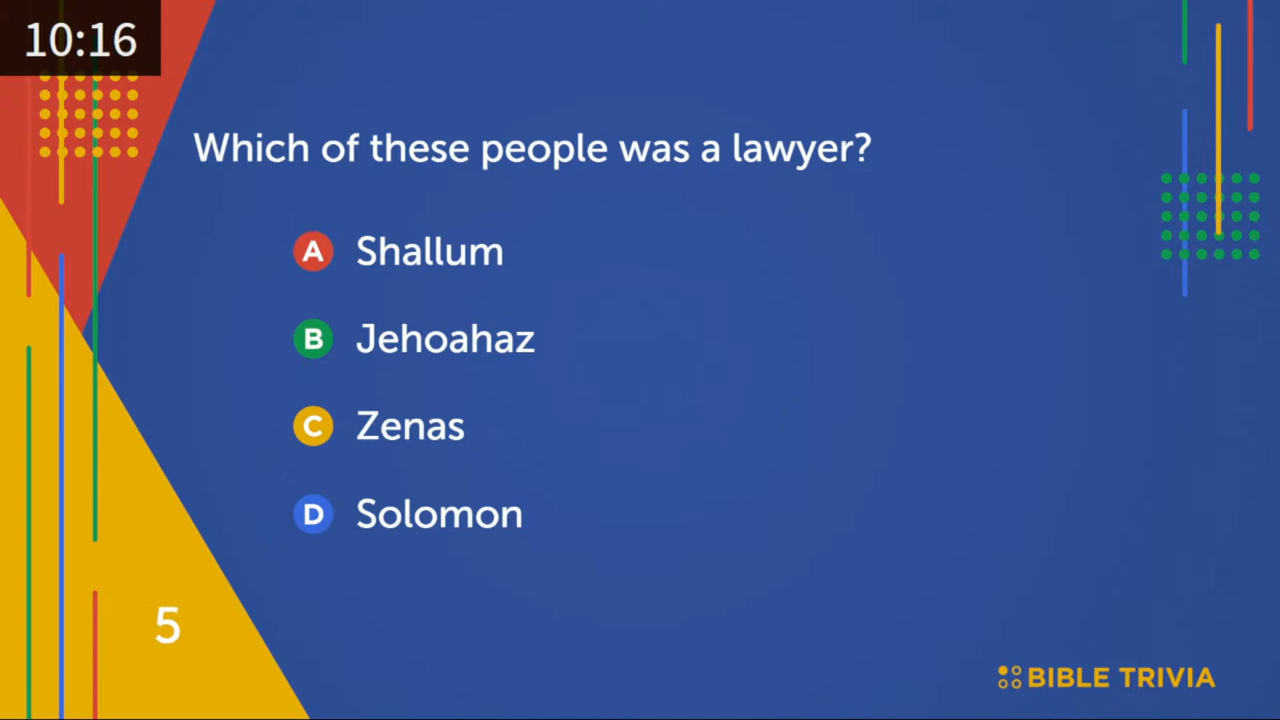 10:16
Which of these people was a lawyer?
A Shallum
B Jehoahaz
C Zenas
D Solomon
5
BIBLE TRIVIA